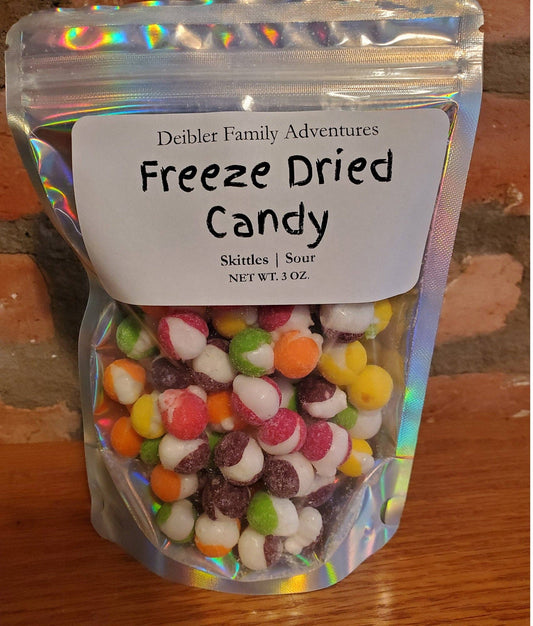 Deibler Family Adventures
Freeze Dried
Candy
Skittles | Sour
NET WT. 3 OZ.